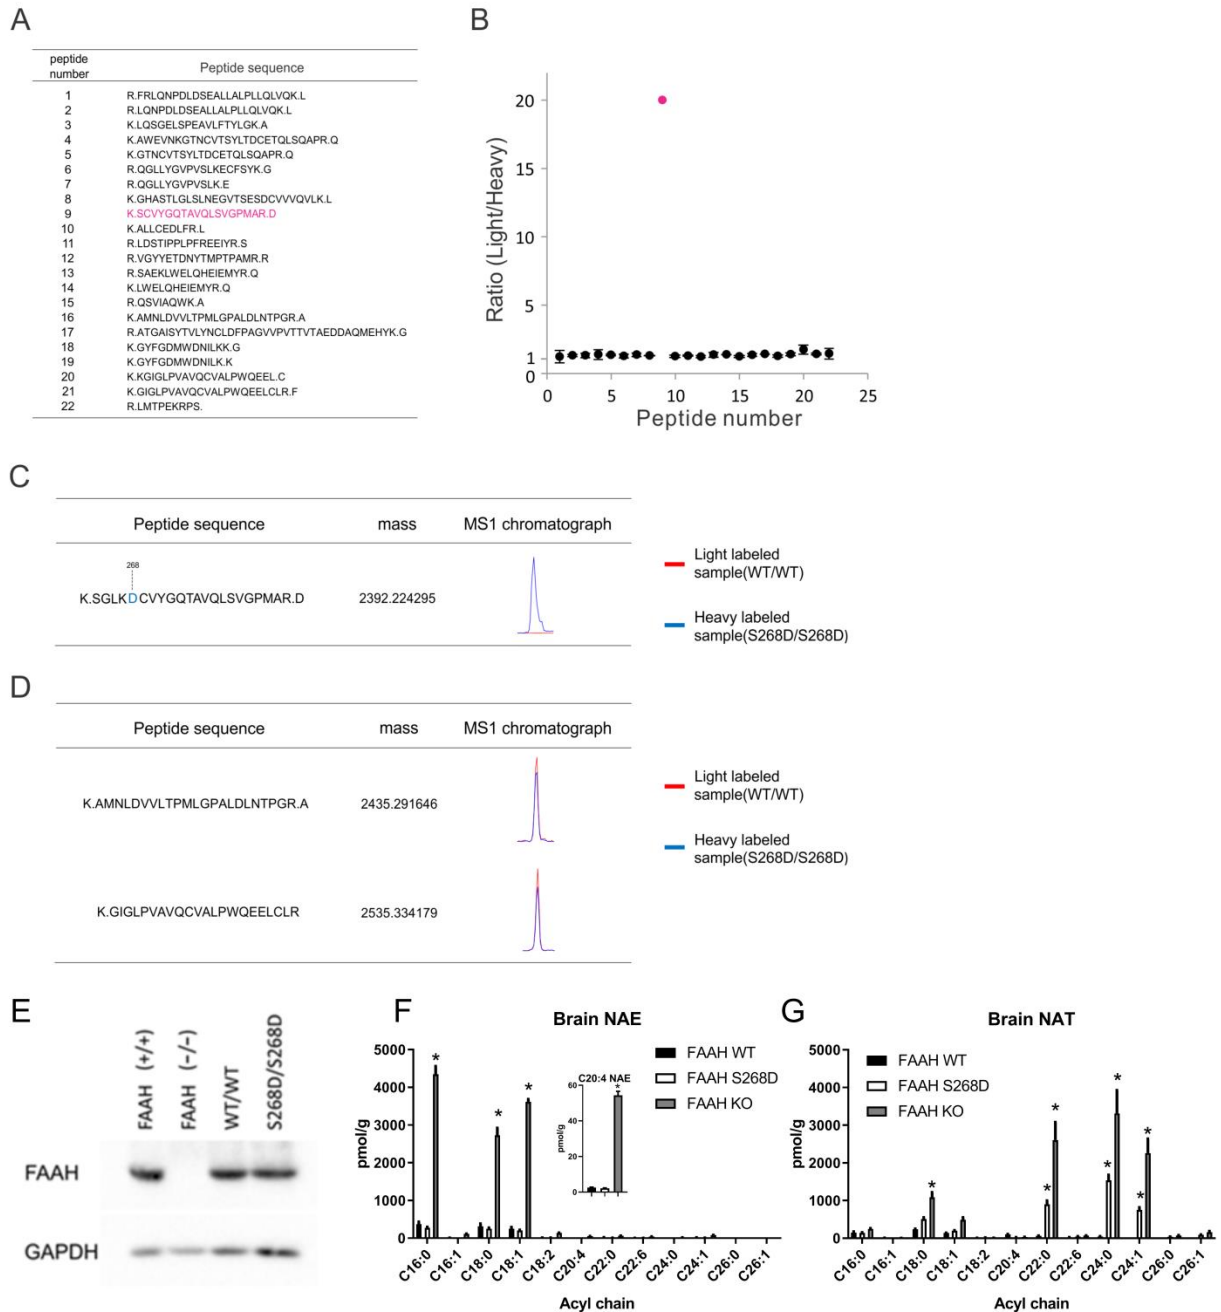 A
peptide number Peptide sequence
1 R.FRLQNPDLDSEALLALPLLQLVQK.L
2 R.LQNPDLDSEALLALPLLQLVQK.L
3 K.LQSGELSPEAVLFTYLGK.A
4 K.AWEVNKGTNCVTSYLTDCETQLSQAPR.Q
5 K.GTNCVTSYLTDCETQLSQAPR.Q
6 R.QGLLYGVPVSLKECFSYK.G
7 R.QGLLYGVPVSLK.E
8 K.GHASTLGLSLNEGVTSESDCVVVQVLK.L
9 K.SCVYGQTAVQLSVGPMAR.D
10 K.ALLCEDLFR.L
11 R.LDSTIPPLPFREEIYR.S
12 R.VGYYETDNYTMPTPAMR.R
13 R.SAEKLWELQHEIEMYR.Q
14 K.LWELQHEIEMYR.Q
15 R.QSVIAQWK.A
16 K.AMNLDVVLTPMLGPALDLNTPGR.A
17 R.ATGAISYTVLYNCLDFPAGVVPVTTVTAEDDAQMEHYK.G
18 K.GYFGDMWDNILKK.G
19 K.GYFGDMWDNILK.K
20 K.KGIGLPVAVQCVALPWQEEL.C
21 K.GIGLPVAVQCVALPWQEELCLR.F
22 R.LMTPEKRPS.
B
Ratio (Light/Heavy)
20
15
10
5
1
0
0 5 10 15 20 25
Peptide number
C
Peptide sequence mass MS1 chromatograph
268
K.SGLKDCVYGQTAVQLSVGPMAR.D 2392.224295
Light labeled
sample(WT/WT)
Heavy labeled
sample(S268D/S268D)
D
Peptide sequence mass MS1 chromatograph
K.AMNLDVVLTPMLGPALDLNTPGR.A 2435.291646
K.GIGLPVAVQCVALPWQEELCLR 2535.334179
Light labeled
sample(WT/WT)
Heavy labeled
sample(S268D/S268D)
E
FAAH (+/+)
FAAH (-/-)
WT/WT
S268D/S268D
FAAH
GAPDH
F
Brain NAE
FAAH WT
FAAH S268D
FAAH KO
pmol/g
5000
4000
3000
2000
1000
0
* * *
C20:4 NAE
pmol/g
60
40
20
0
*
C16:0 C16:1 C18:0 C18:1 C18:2 C20:4 C22:0 C22:6 C24:0 C24:1 C26:0 C26:1
Acyl chain
G
Brain NAT
FAAH WT
FAAH S268D
FAAH KO
pmol/g
5000
4000
3000
2000
1000
0
* * * * * * *
C16:0 C16:1 C18:0 C18:1 C18:2 C20:4 C22:0 C22:6 C24:0 C24:1 C26:0 C26:1
Acyl chain